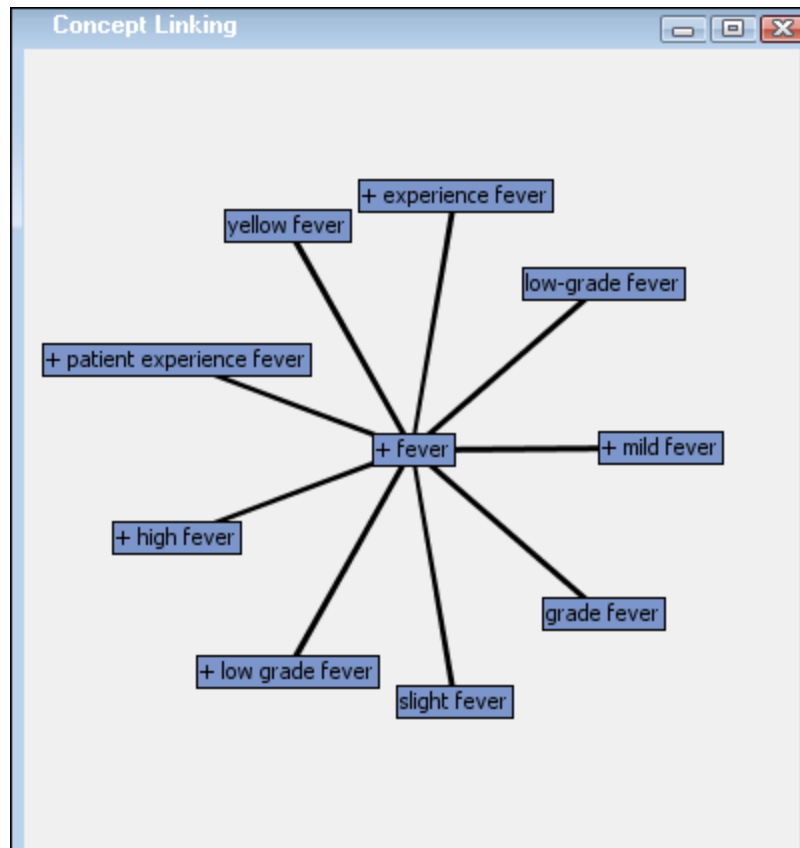 Concept Linking
+ experience fever
yellow fever
low-grade fever
+ patient experience fever
+ fever
+ mild fever
+ high fever
grade fever
+ low grade fever
slight fever